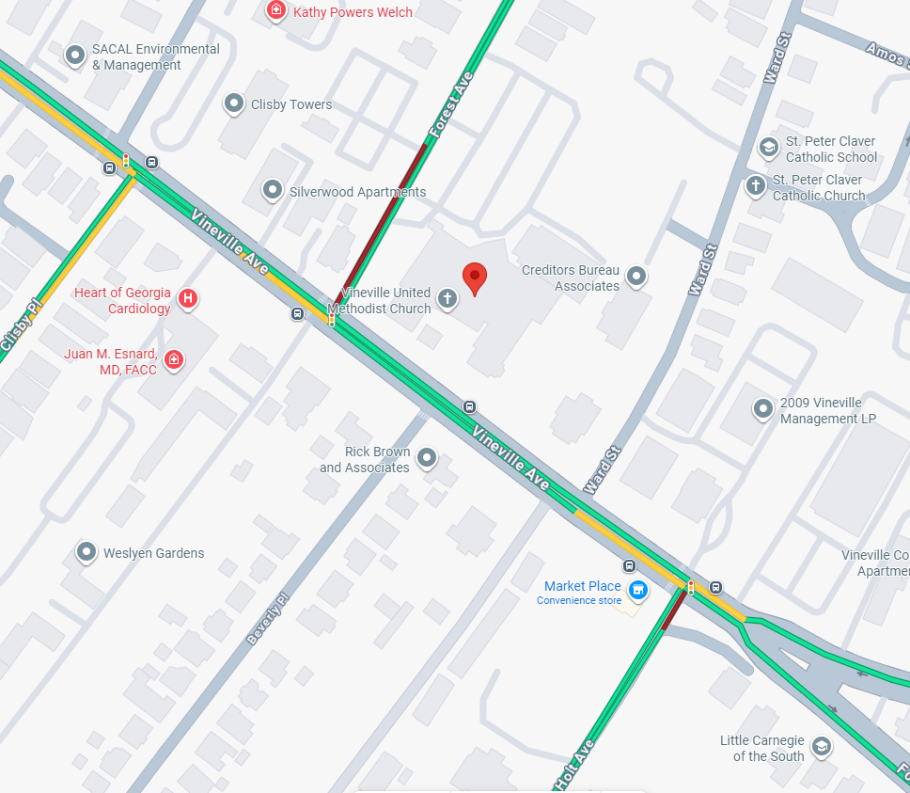 Kathy Powers Welch
SACAL Environmental
& Management
Ward St
Amos
Clisby Towers
Forest Ave
St. Peter Claver
Catholic School
St. Peter Claver
Catholic Church
Silverwood Apartments
Vineville Ave
Ward St
Creditors Bureau
Associates
Heart of Georgia
Cardiology
Vineville United
Methodist Church
Clisby Pl
Juan M. Esnard,
MD, FACC
2009 Vineville
Management LP
Vineville Ave
Rick Brown
and Associates
Ward St
Weslyen Gardens
Vineville Co
Apartme
Market Place
Convenience store
Beverly Pl
Holt Ave
Little Carnegie
of the South